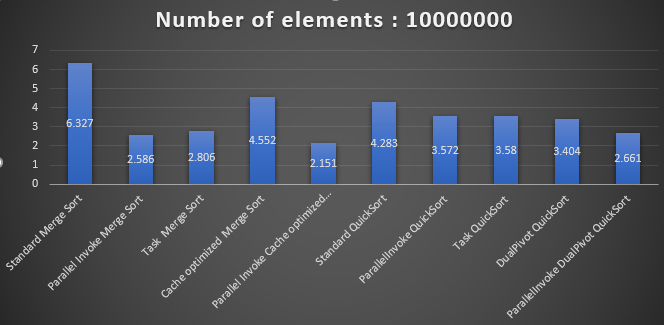 Number of elements : 10000000
7
6
5
4
3
2
1
0
6.327
2.586
2.806
4.552
2.151
4.283
3.572
3.58
3.404
2.661
Standard Merge Sort
Parallel Invoke Merge Sort
Task Merge Sort
Cache optimized Merge Sort
Parallel Invoke Cache optimized...
Standard QuickSort
ParallelInvoke QuickSort
Task QuickSort
DualPivot QuickSort
ParallelInvoke DualPivot QuickSort